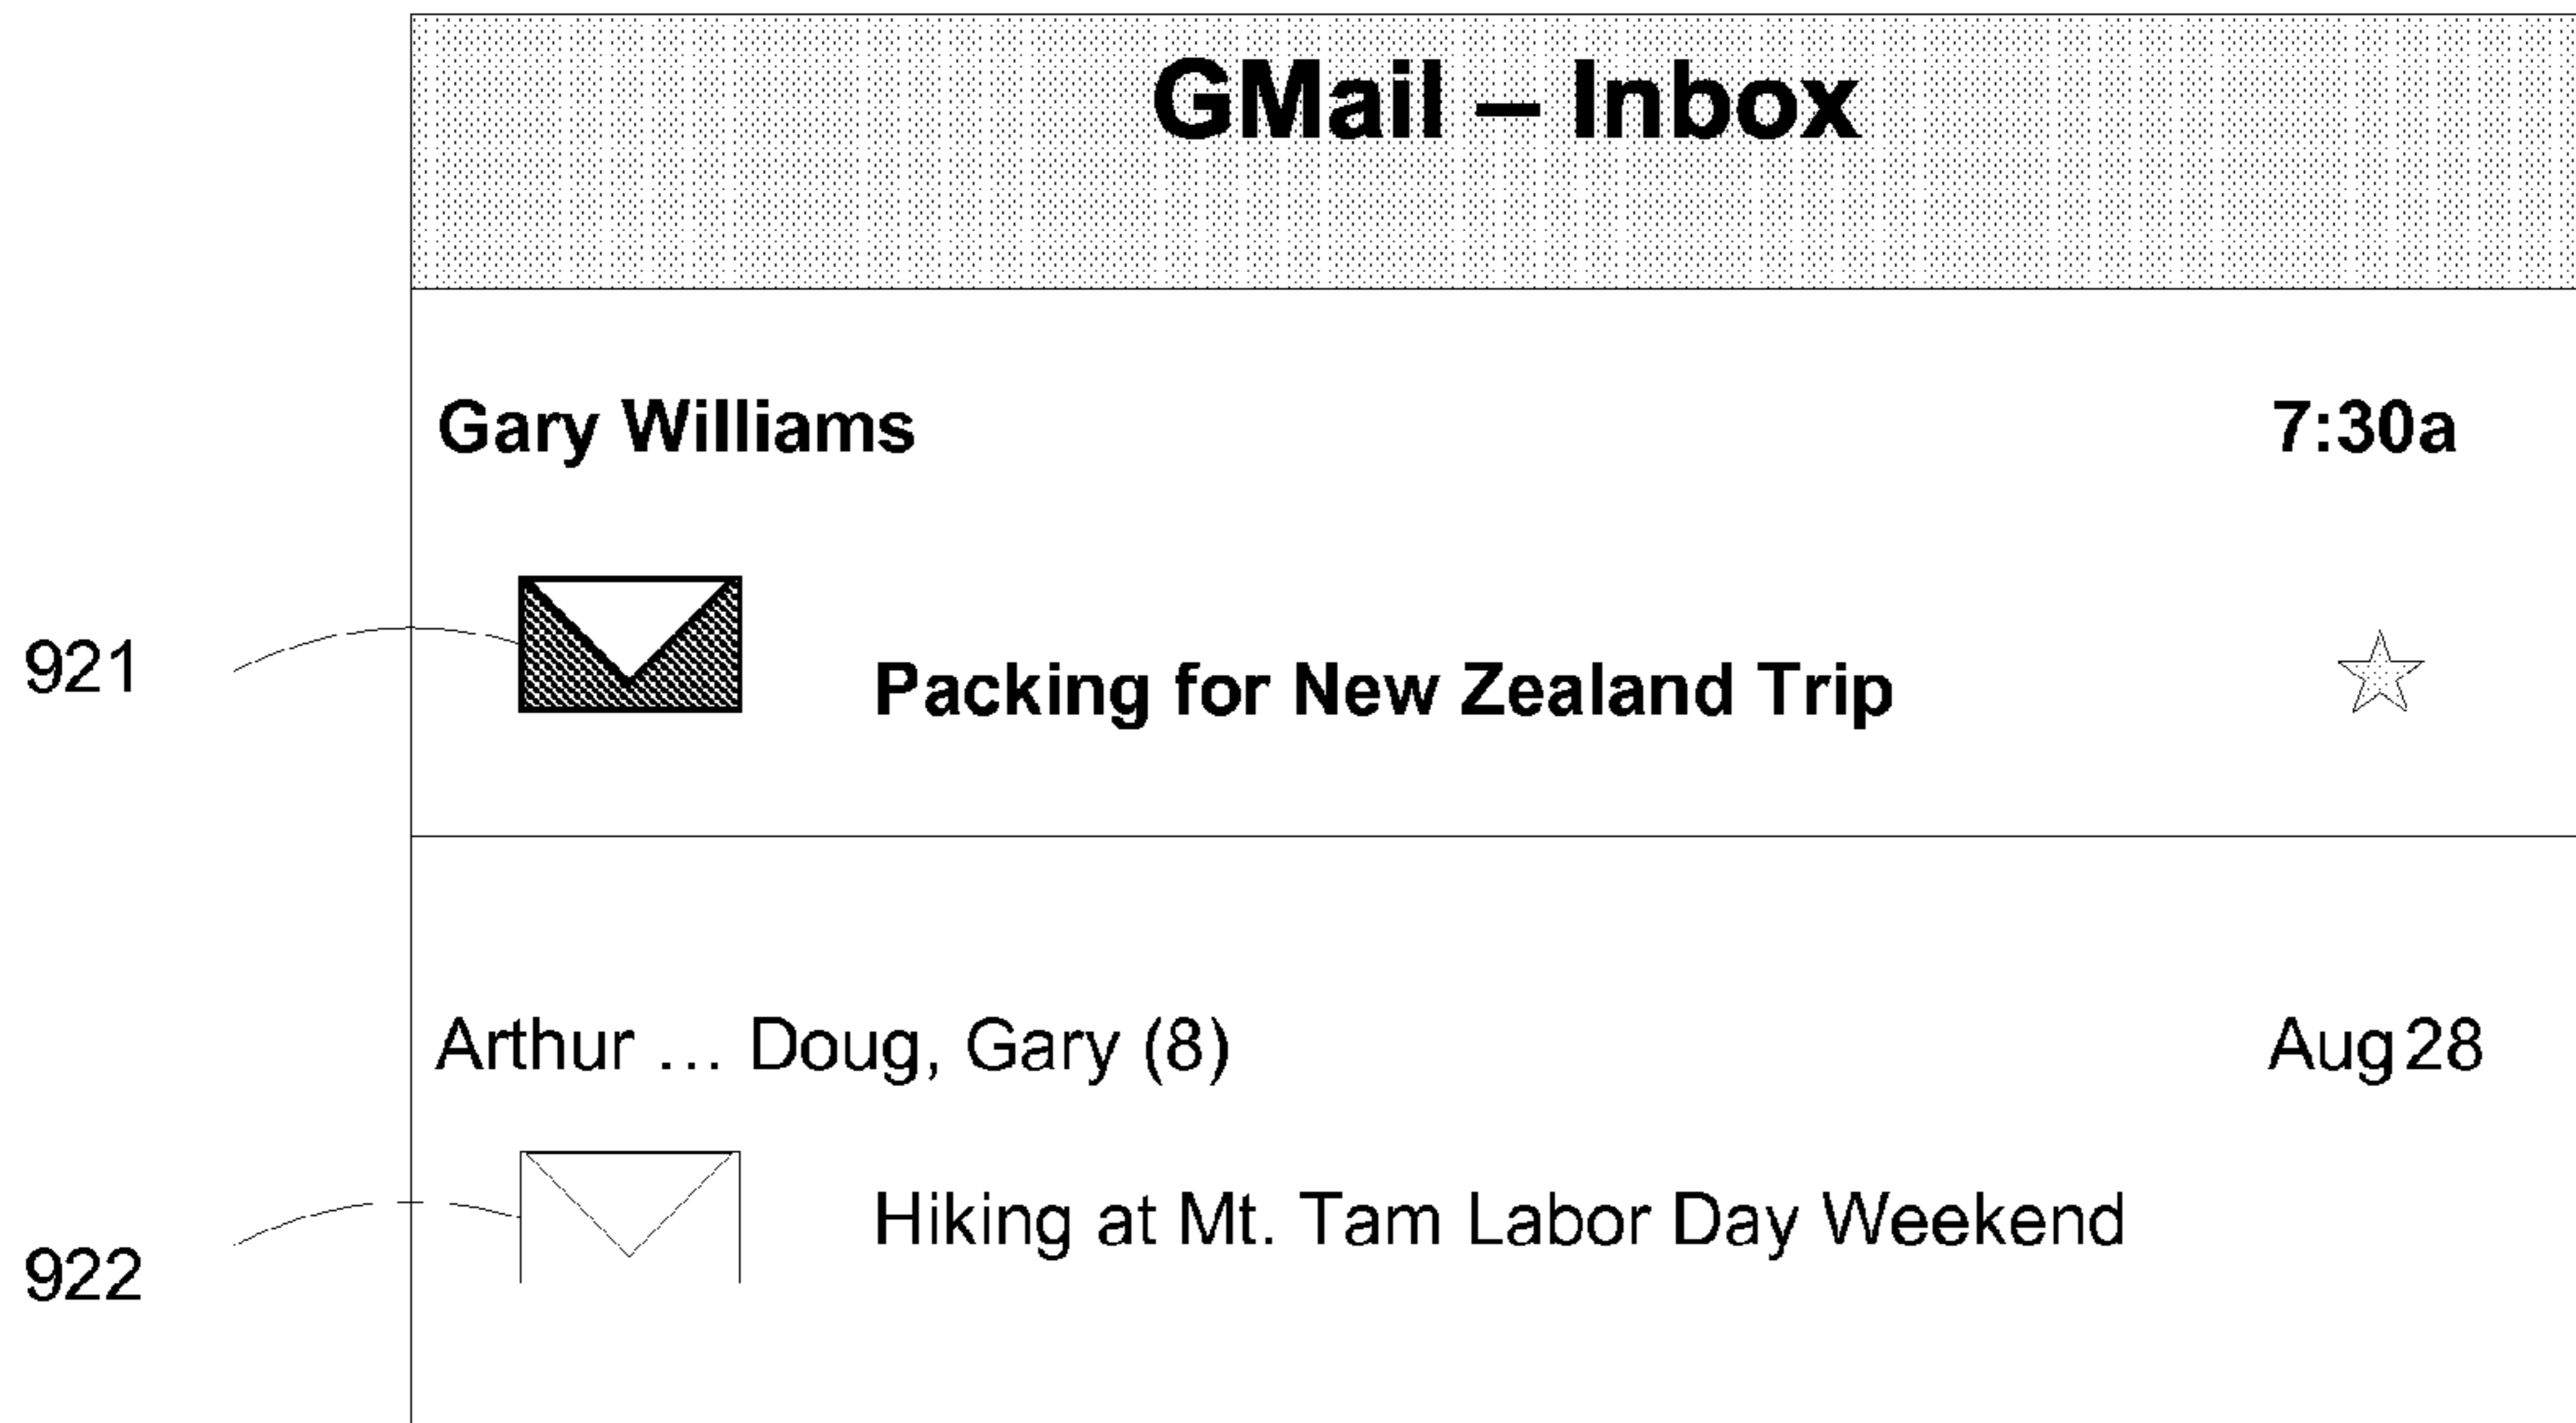 GMail – Inbox
Gary Williams 7:30a
921 Packing for New Zealand Trip
Arthur ... Doug, Gary (8) Aug 28
922 Hiking at Mt. Tam Labor Day Weekend